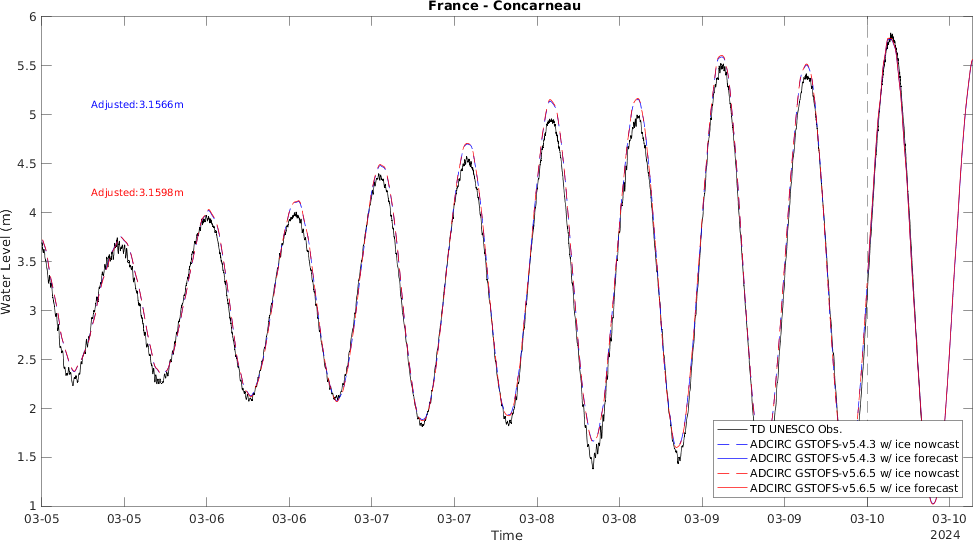 France - Concarneau
6
5.5
5
4.5
4
3.5
3
2.5
2
1.5
1
Water Level (m)
Adjusted:3.1566m
Adjusted:3.1598m
TD UNESCO Obs.
ADCIRC GSTOFS-v5.4.3 w/ ice nowcast
ADCIRC GSTOFS-v5.4.3 w/ ice forecast
ADCIRC GSTOFS-v5.6.5 w/ ice nowcast
ADCIRC GSTOFS-v5.6.5 w/ ice forecast
03-05 03-05 03-06 03-06 03-07 03-07 03-08 03-08 03-09 03-09 03-10 03-10
2024
Time